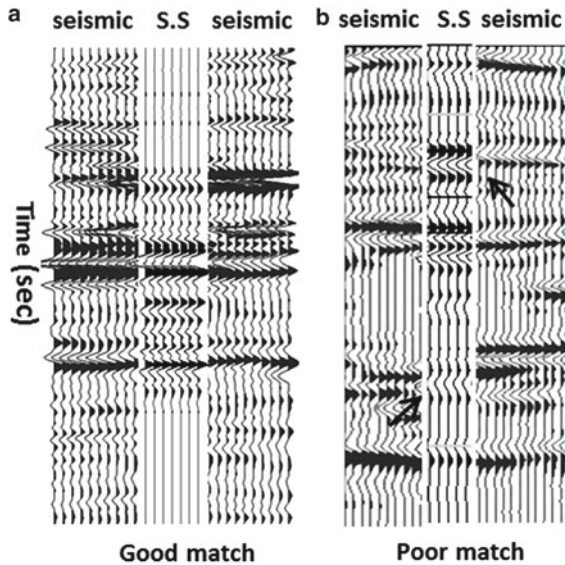 a seismic S.S seismic
b seismic S.S seismic
Time (sec)
Good match
Poor match